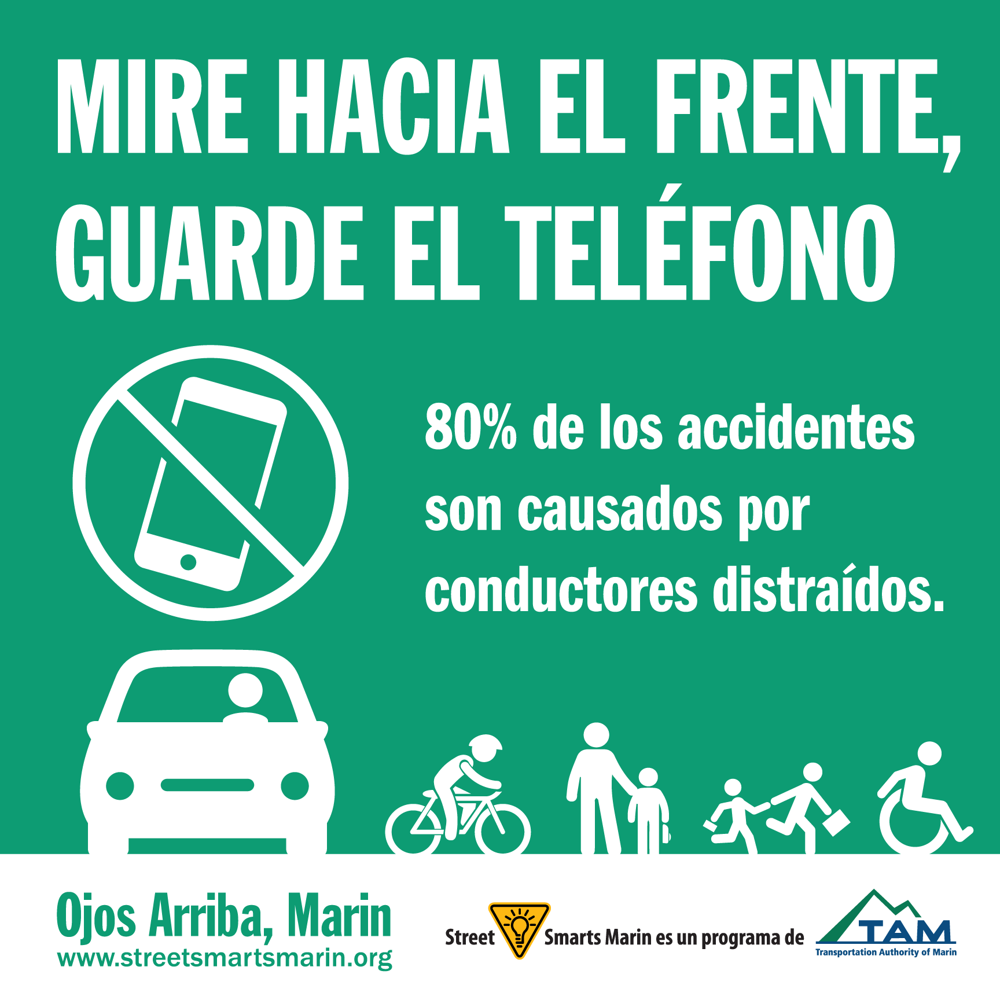 MIRE HACIA EL FRENTE,
GUARDE EL TELÉFONO
80% de los accidentes
son causados por
conductores distraídos.
Ojos Arriba, Marin
www.streetsmartsmarin.org
Street Smarts Marin es un programa de
TAM
Transportation Authority of Marin